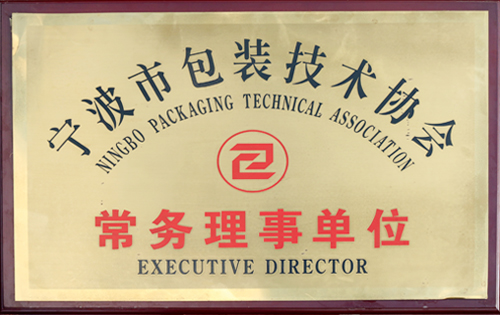 宁波市包装技术协会
NINGBO PACKAGING TECHNICAL ASSOCIATION
常务理事单位
EXECUTIVE DIRECTOR